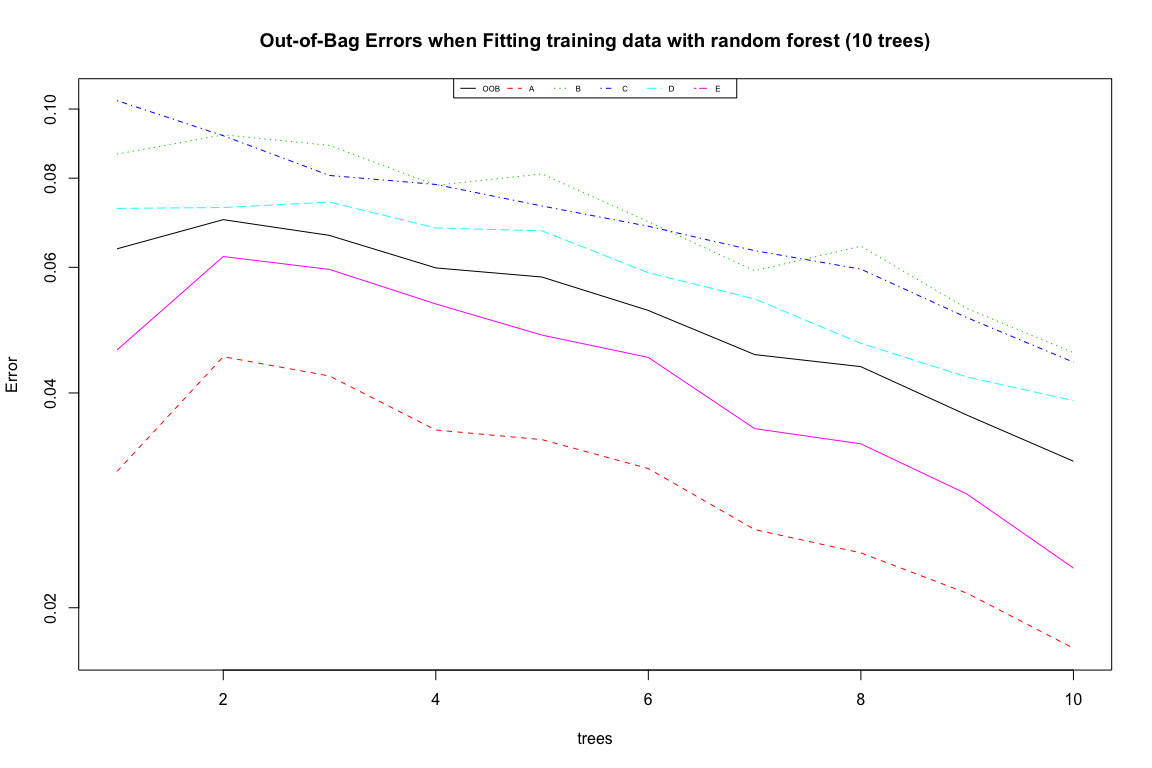 Out-of-Bag Errors when Fitting training data with random forest (10 trees)
OOB A B C D E
0.10
0.08
0.06
0.04
0.02
Error
2 4 6 8 10
trees